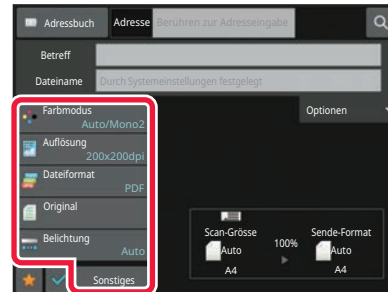 Adressbuch Adresse Berühren zur Adresseingabe
Betreff
Dateiname Durch Systemeinstellungen festgelegt
Farbmodus
Auto/Mono2
Optionen
Auflösung
200x200dpi
Dateiformat
PDF
Original
Belichtung
Auto
Scan-Grösse
Auto
A4
100%
Sende-Format
Auto
A4
Sonstiges